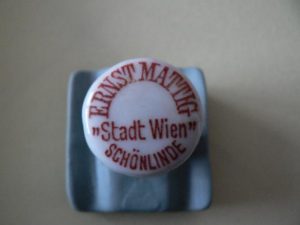 ERNST MATTIG
„Stadt Wien"
SCHÖNLINDE